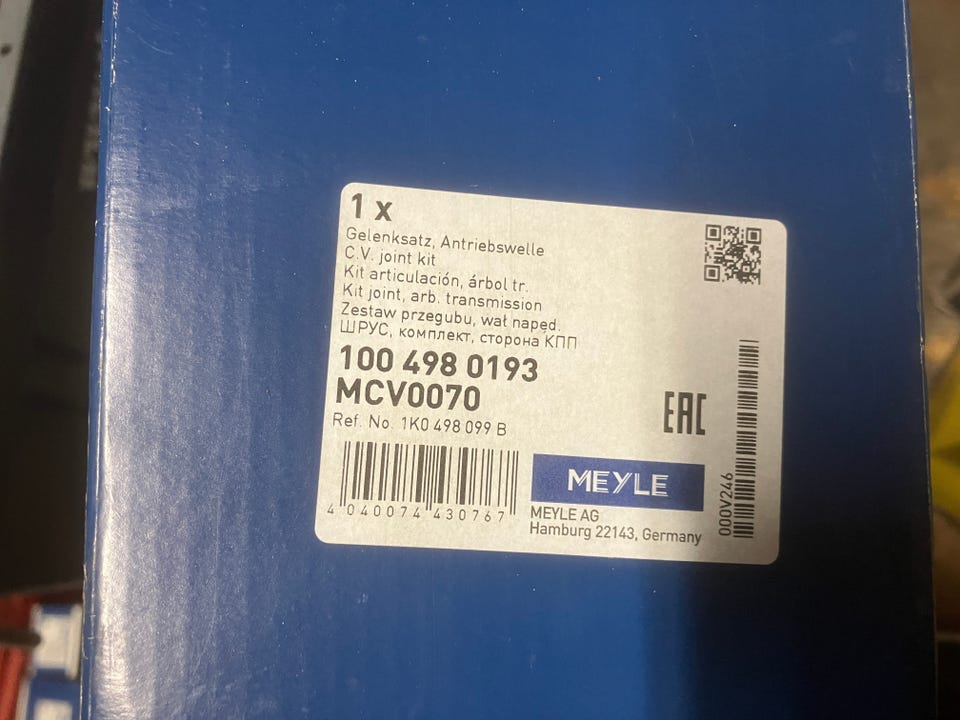 1 x
Gelenksatz, Antriebswelle
C.V. joint kit
Kit articulación, árbol tr.
Kit joint, arb. transmission
Zestaw przegubu, wał napęd.
ШРУС, комплект, сторона КПП
100 498 0193
MCV0070
Ref. No. 1K0 498 099 B
EAC
4 040074 430767
MEYLE
MEYLE AG
Hamburg 22143, Germany
000V246